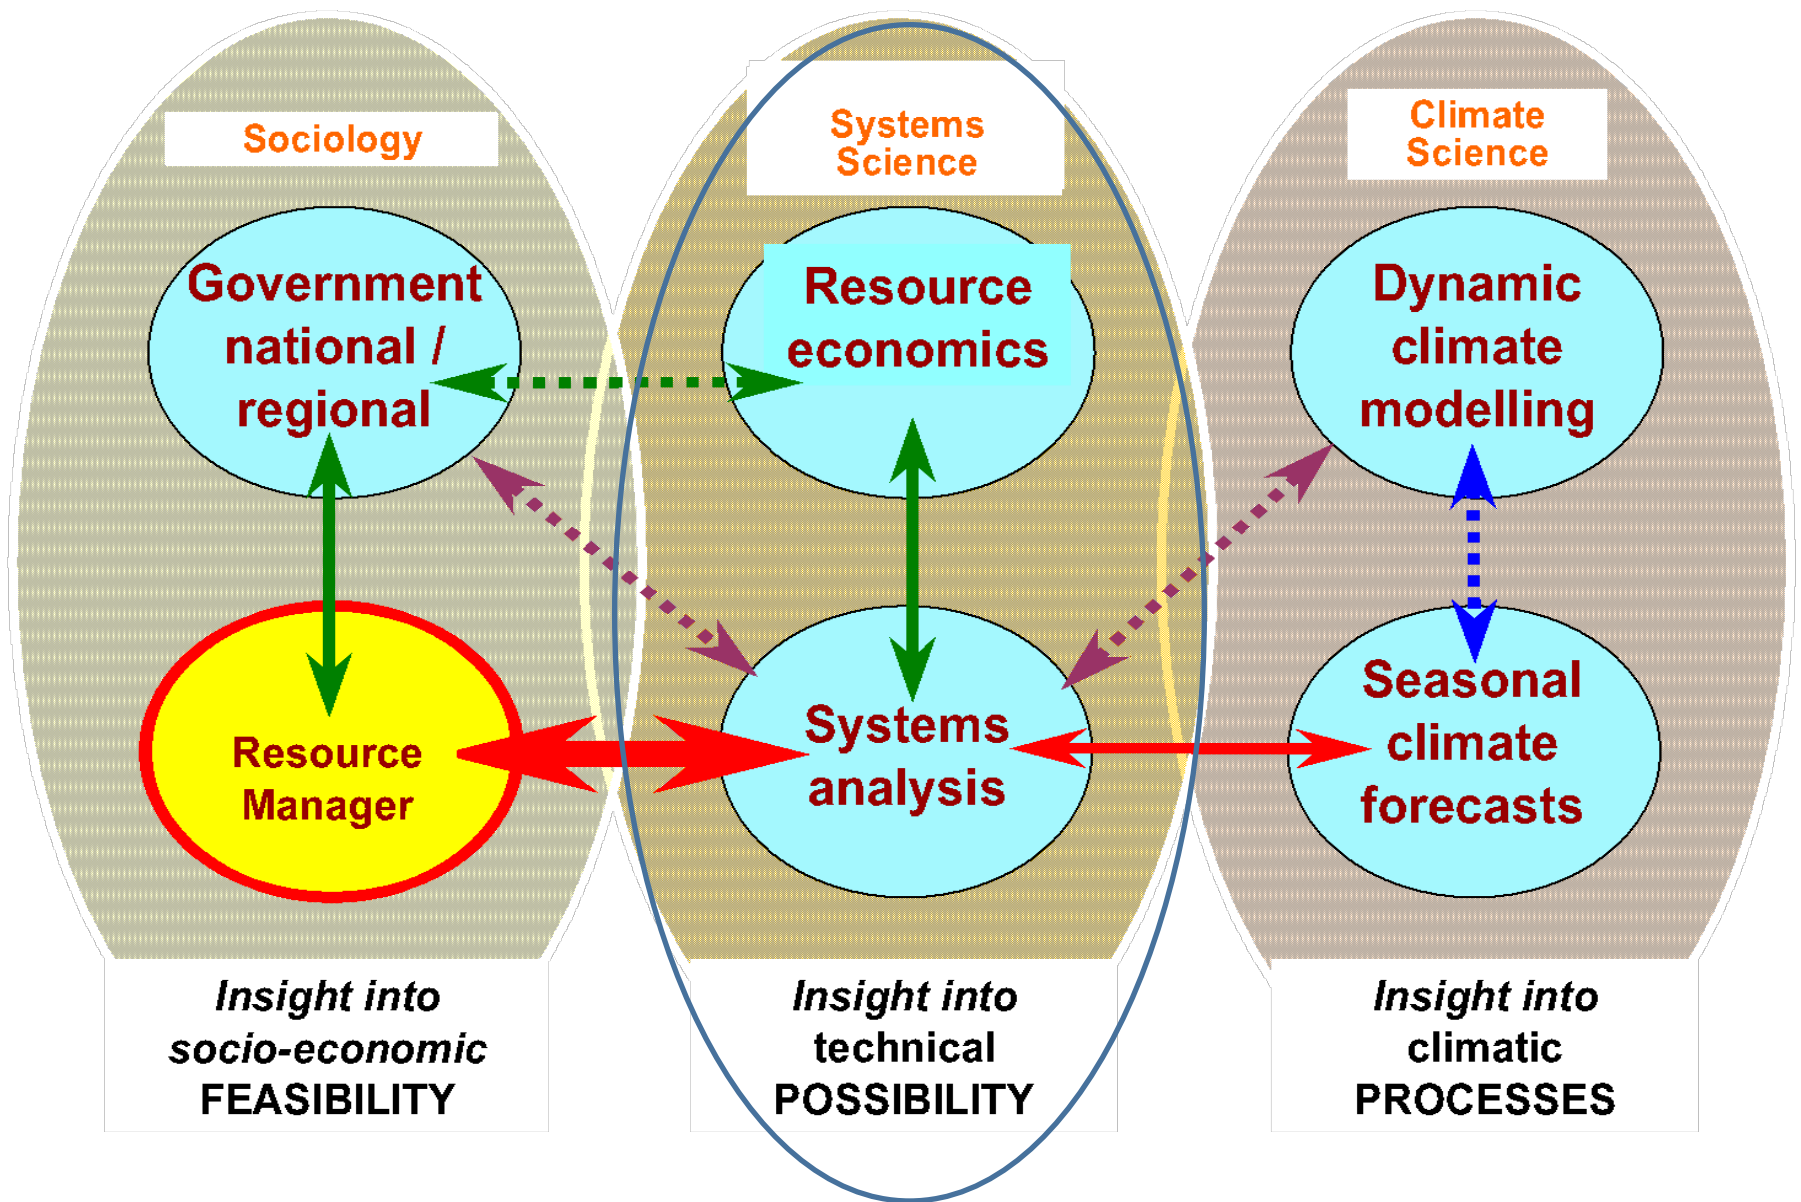 Sociology
Systems
Science
Climate
Science
Government
national /
regional
Resource
economics
Dynamic
climate
modelling
Resource
Manager
Systems
analysis
Seasonal
climate
forecasts
Insight into
socio-economic
FEASIBILITY
Insight into
technical
POSSIBILITY
Insight into
climatic
PROCESSES